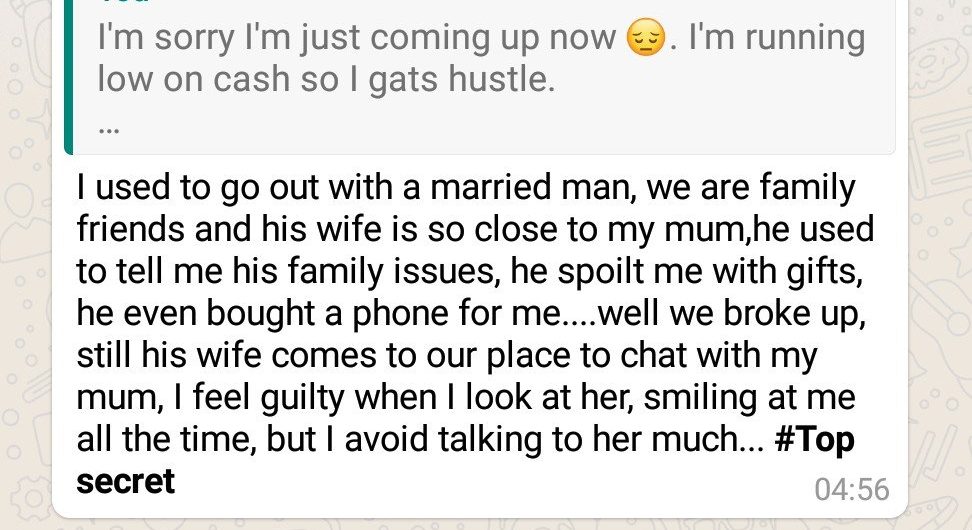 I'm sorry I'm just coming up now 😔. I'm running
low on cash so I gats hustle.
...
I used to go out with a married man, we are family
friends and his wife is so close to my mum,he used
to tell me his family issues, he spoilt me with gifts,
he even bought a phone for me....well we broke up,
still his wife comes to our place to chat with my
mum, I feel guilty when I look at her, smiling at me
all the time, but I avoid talking to her much... #Top
secret
04:56